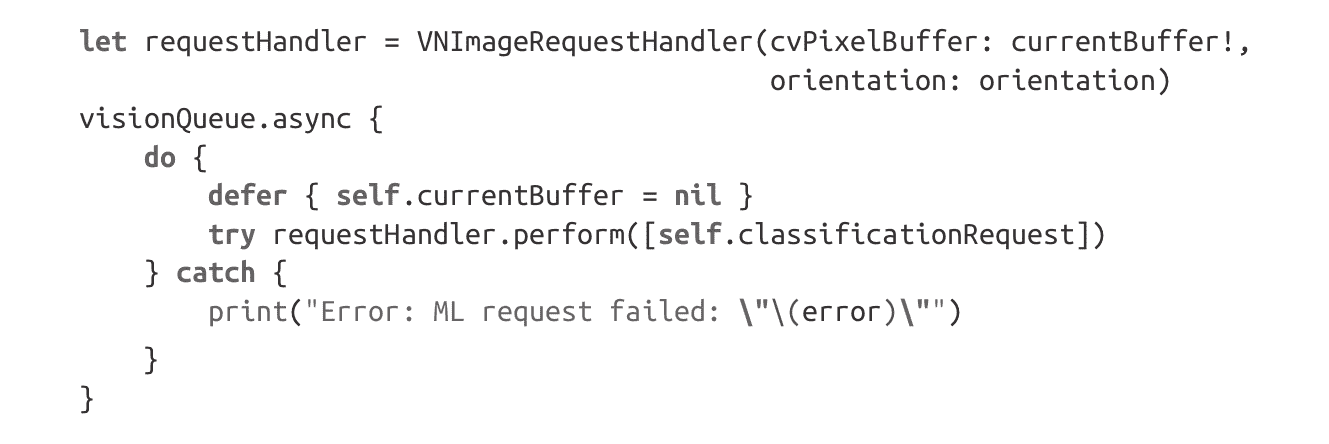 let requestHandler = VNImageRequestHandler(cvPixelBuffer: currentBuffer!,
                                           orientation: orientation)
visionQueue.async {
    do {
        defer { self.currentBuffer = nil }
        try requestHandler.perform([self.classificationRequest])
    } catch {
        print("Error: ML request failed: \"\(error)\"")
    }
}